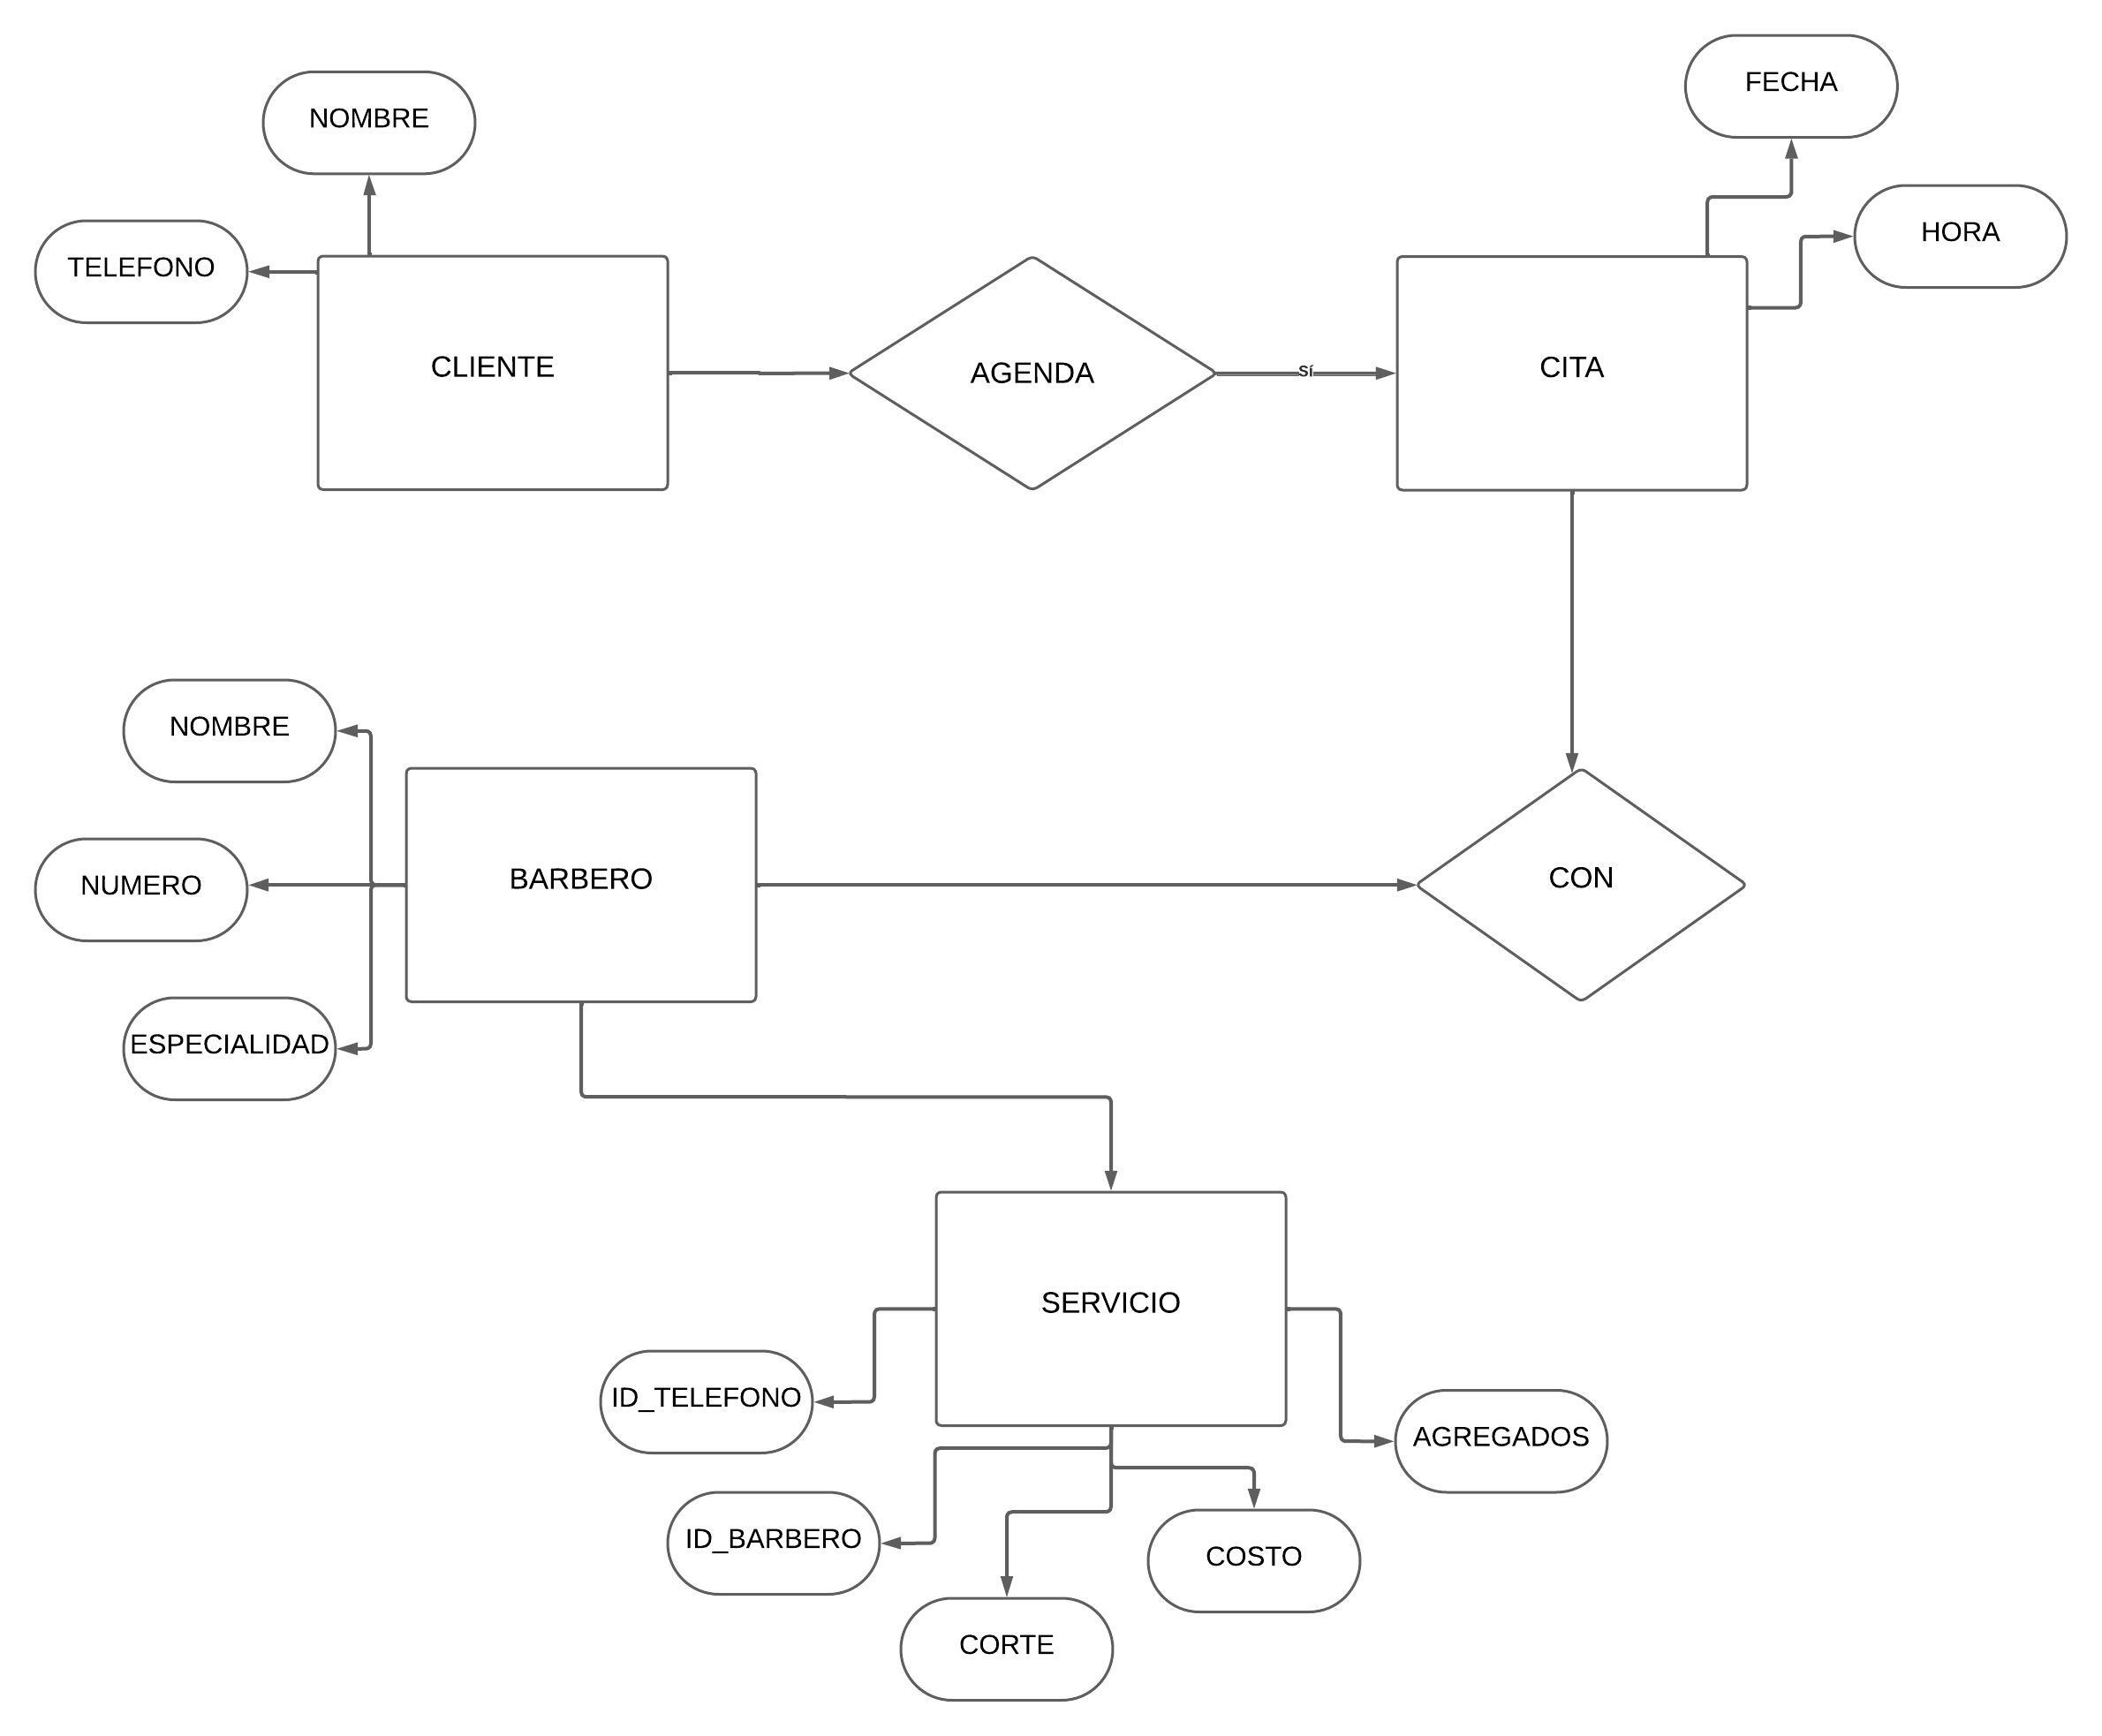 FECHA
NOMBRE
HORA
TELEFONO
CLIENTE
AGENDA
sí
CITA
NOMBRE
NUMERO
BARBERO
CON
ESPECIALIDAD
SERVICIO
ID_TELEFONO
AGREGADOS
ID_BARBERO
COSTO
CORTE